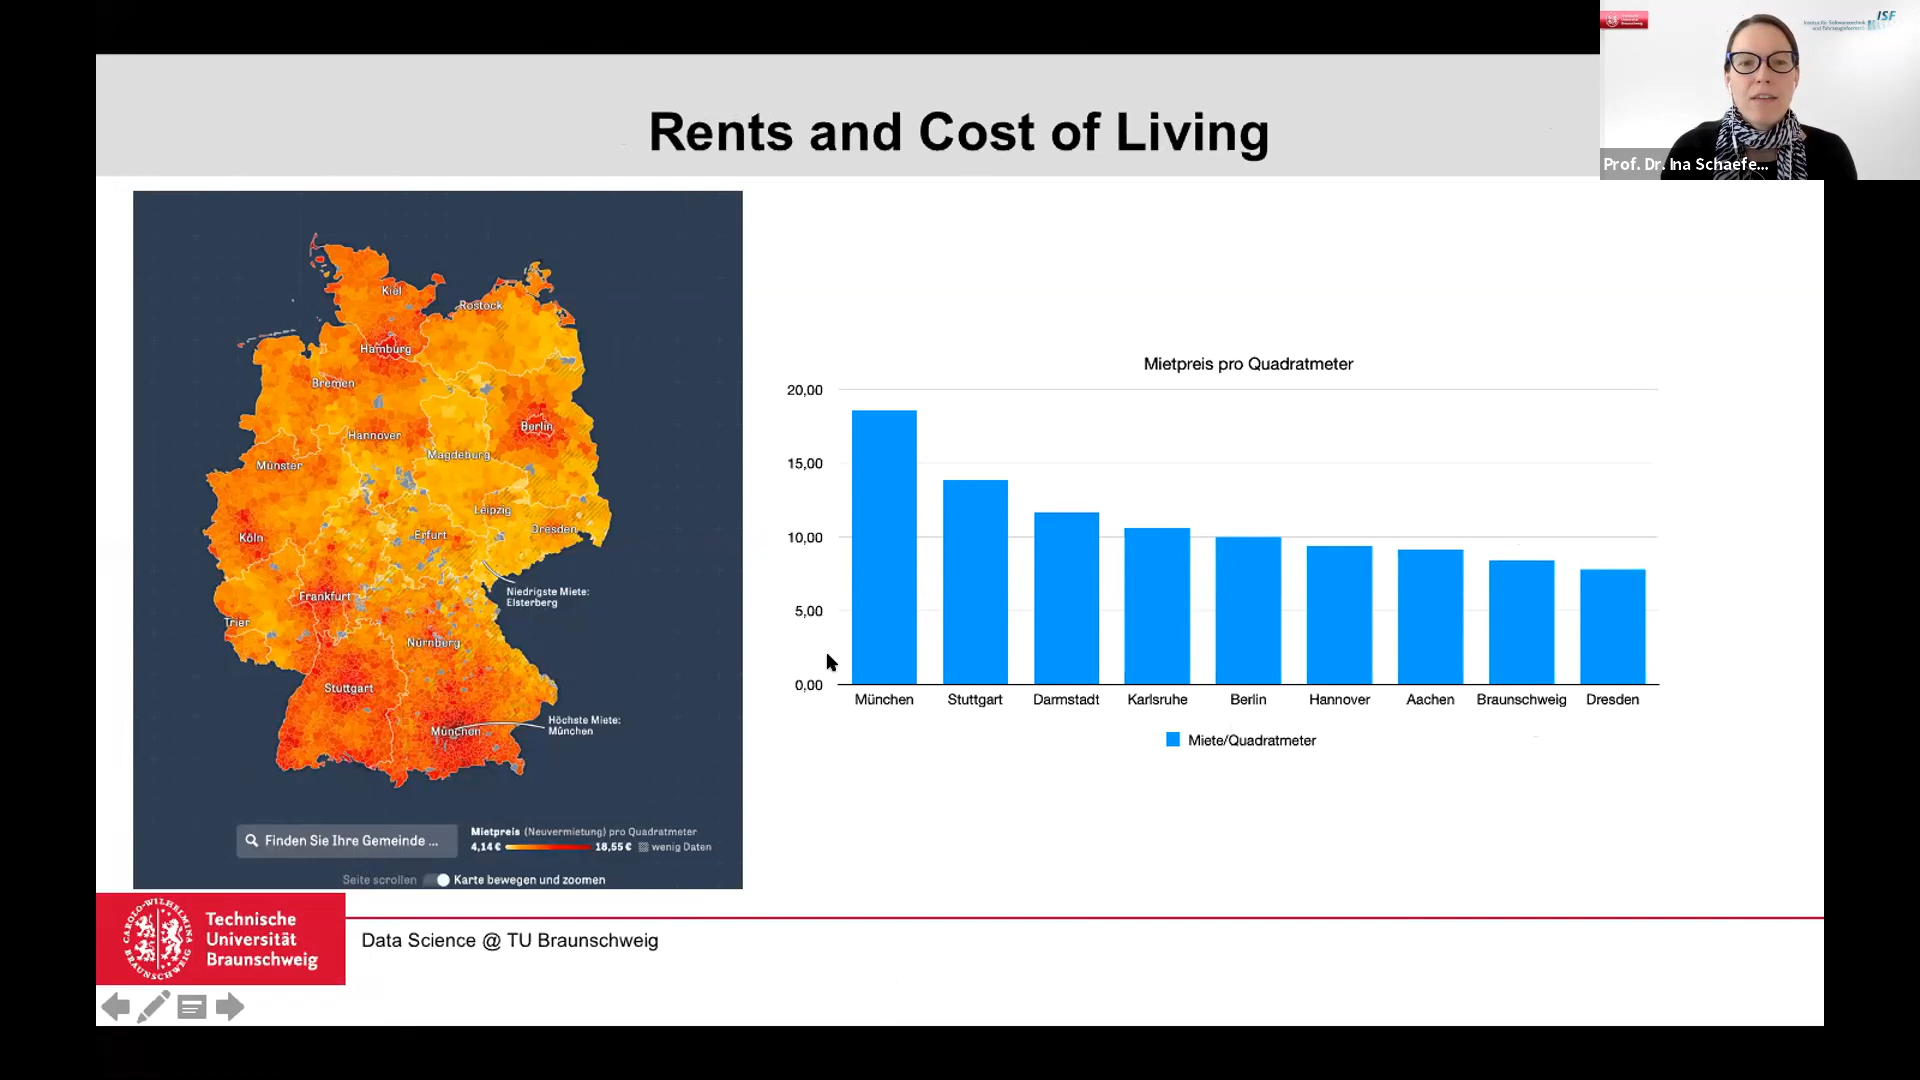 Rents and Cost of Living
ISF
Prof. Dr. Ina Schaefe...
Kiel
Rostock
Hamburg
Bremen
Berlin
Hannover
Magdeburg
Münster
Leipzig
Dresden
Erfurt
Köln
Niedrigste Miete:
Elsterberg
Frankfurt
Trier
Nürnberg
Stuttgart
Höchste Miete:
München
München
Finden Sie Ihre Gemeinde ...
Mietpreis (Neuvermietung) pro Quadratmeter
4,14 € 18,55 € wenig Daten
Seite scrollen Karte bewegen und zoomen
Mietpreis pro Quadratmeter
20,00
15,00
10,00
5,00
0,00
München Stuttgart Darmstadt Karlsruhe Berlin Hannover Aachen Braunschweig Dresden
Miete/Quadratmeter
CAROLO-WILHELMINA
BRAUNSCHWEIG
Technische
Universität
Braunschweig
Data Science @ TU Braunschweig